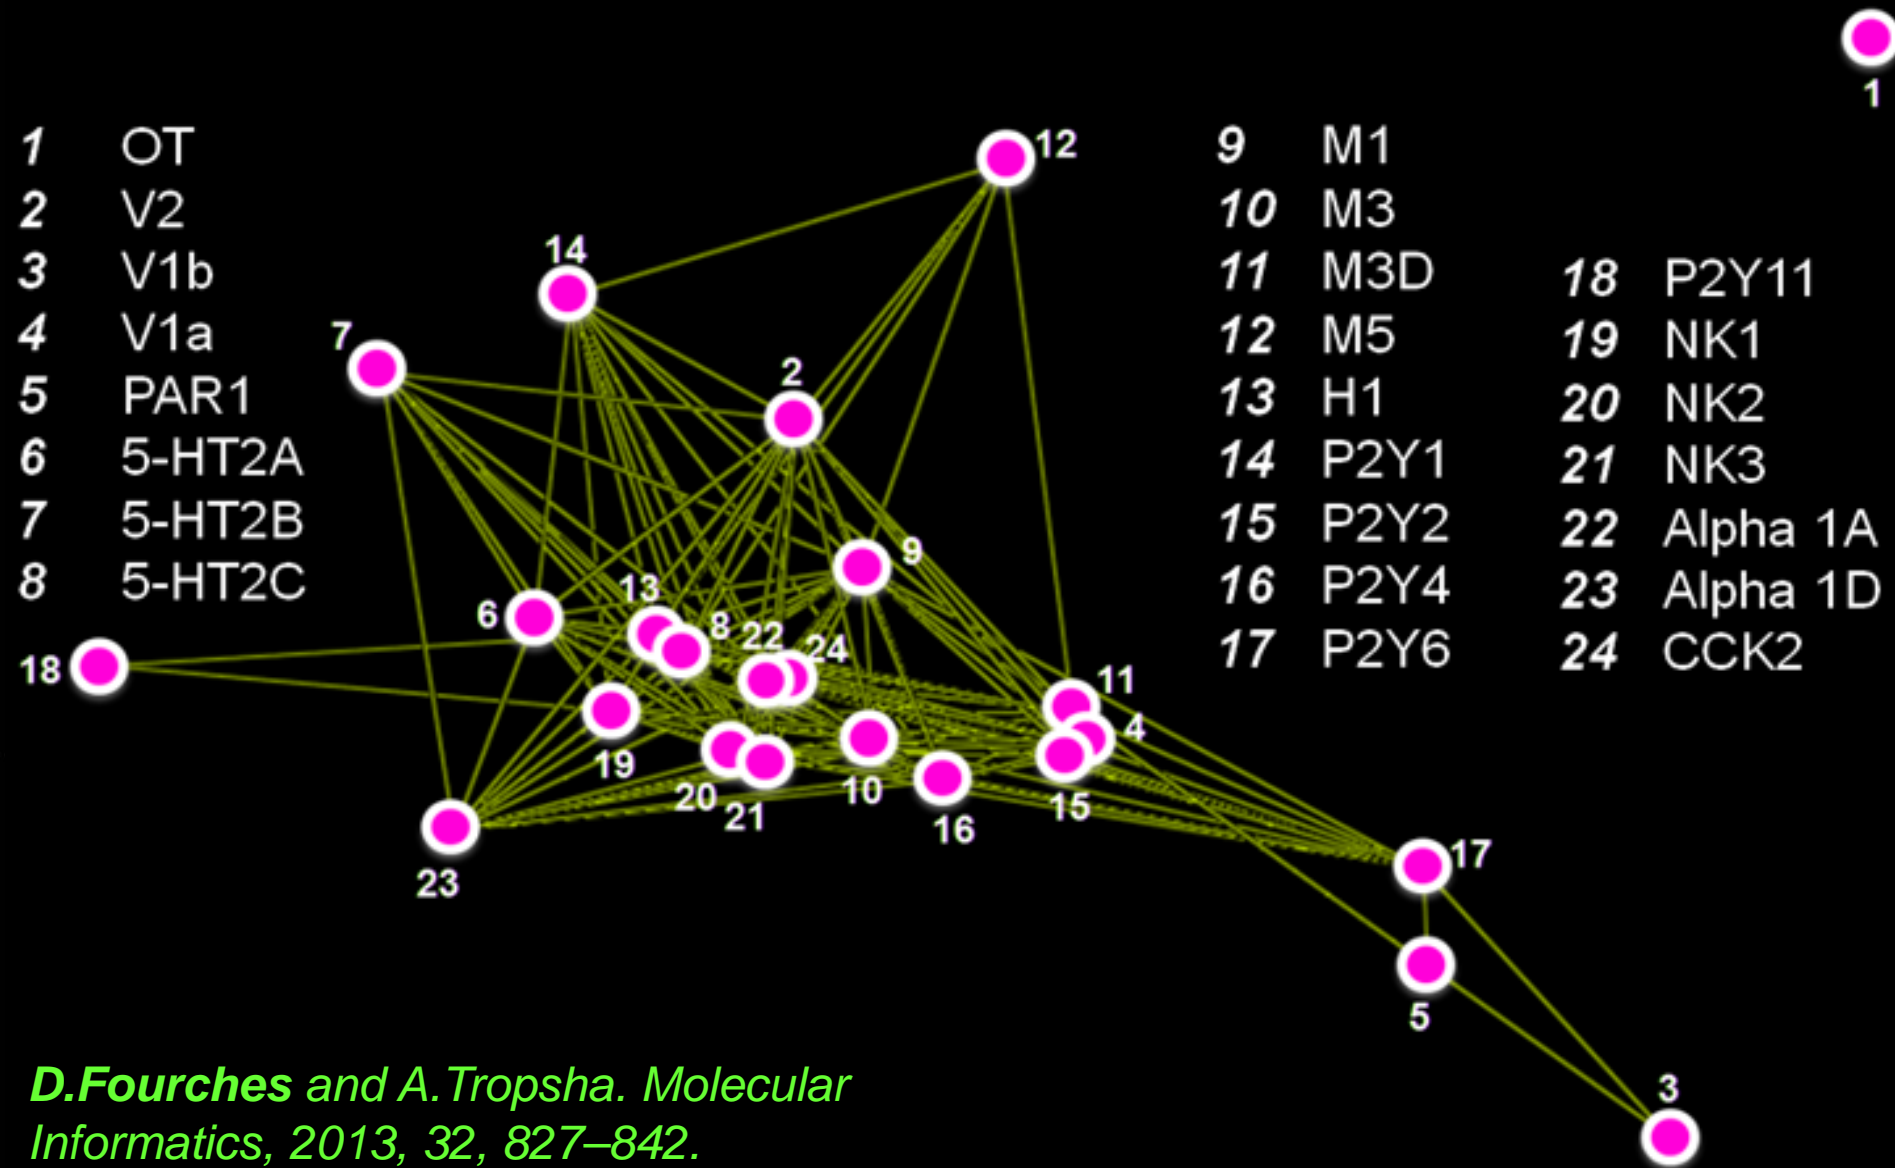 1 OT
2 V2
3 V1b
4 V1a
5 PAR1
6 5-HT2A
7 5-HT2B
8 5-HT2C
9 M1
10 M3
11 M3D
12 M5
13 H1
14 P2Y1
15 P2Y2
16 P2Y4
17 P2Y6
18 P2Y11
19 NK1
20 NK2
21 NK3
22 Alpha 1A
23 Alpha 1D
24 CCK2
1
12
14
7
2
9
13
6
8
22
24
18
11
4
19
20
21
10
16
15
23
17
5
3
D.Fourches and A.Tropsha. Molecular
Informatics, 2013, 32, 827–842.